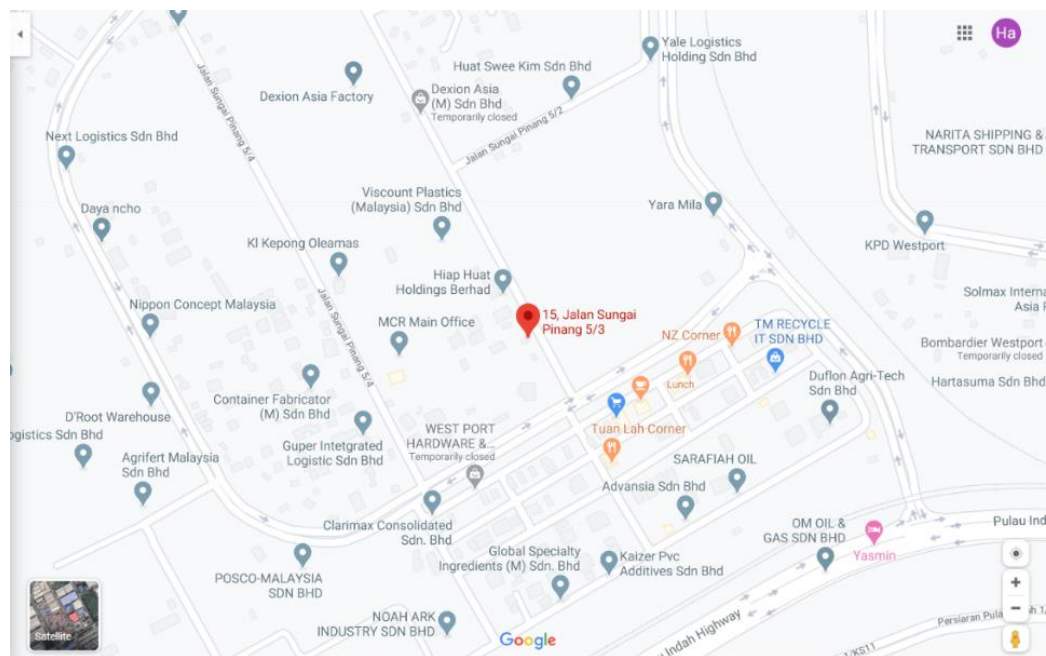 Ha
Yale Logistics
Holding Sdn Bhd
Huat Swee Kim Sdn Bhd
Dexion Asia Factory
Dexion Asia
(M) Sdn Bhd
Temporarily closed
Jalan Sungai Pinang 5/4
Jalan Sungai Pinang 5/2
Next Logistics Sdn Bhd
NARITA SHIPPING &
TRANSPORT SDN BHD
Viscount Plastics
(Malaysia) Sdn Bhd
Daya ncho
Yara Mila
KPD Westport
Kl Kepong Oleamas
Hiap Huat
Holdings Berhad
Nippon Concept Malaysia
Solmax Interna
Asia
15, Jalan Sungai
Pinang 5/3
MCR Main Office
Jalan Sungai Pinang 5/4
NZ Corner
TM RECYCLE
IT SDN BHD
Bombardier Westport
Temporarily closed
Lunch
Duflon Agri-Tech
Sdn Bhd
Hartasuma Sdn Bhd
Container Fabricator
(M) Sdn Bhd
D'Root Warehouse
ogistics Sdn Bhd
WEST PORT
HARDWARE &...
Temporarily closed
Tuan Lah Corner
Guper Intetgrated
Logistic Sdn Bhd
Agrifert Malaysia
Sdn Bhd
SARAFIAH OIL
Advansia Sdn Bhd
Clarimax Consolidated
Sdn. Bhd
OM OIL &
GAS SDN BHD
Pulau Ind
Yasmin
Global Specialty
Ingredients (M) Sdn. Bhd
Kaizer Pvc
Additives Sdn Bhd
POSCO-MALAYSIA
SDN BHD
NOAH ARK
INDUSTRY SDN BHD
Satellite
Google
au Indah Highway
Persiaran Pula
h 1/
1/KS11